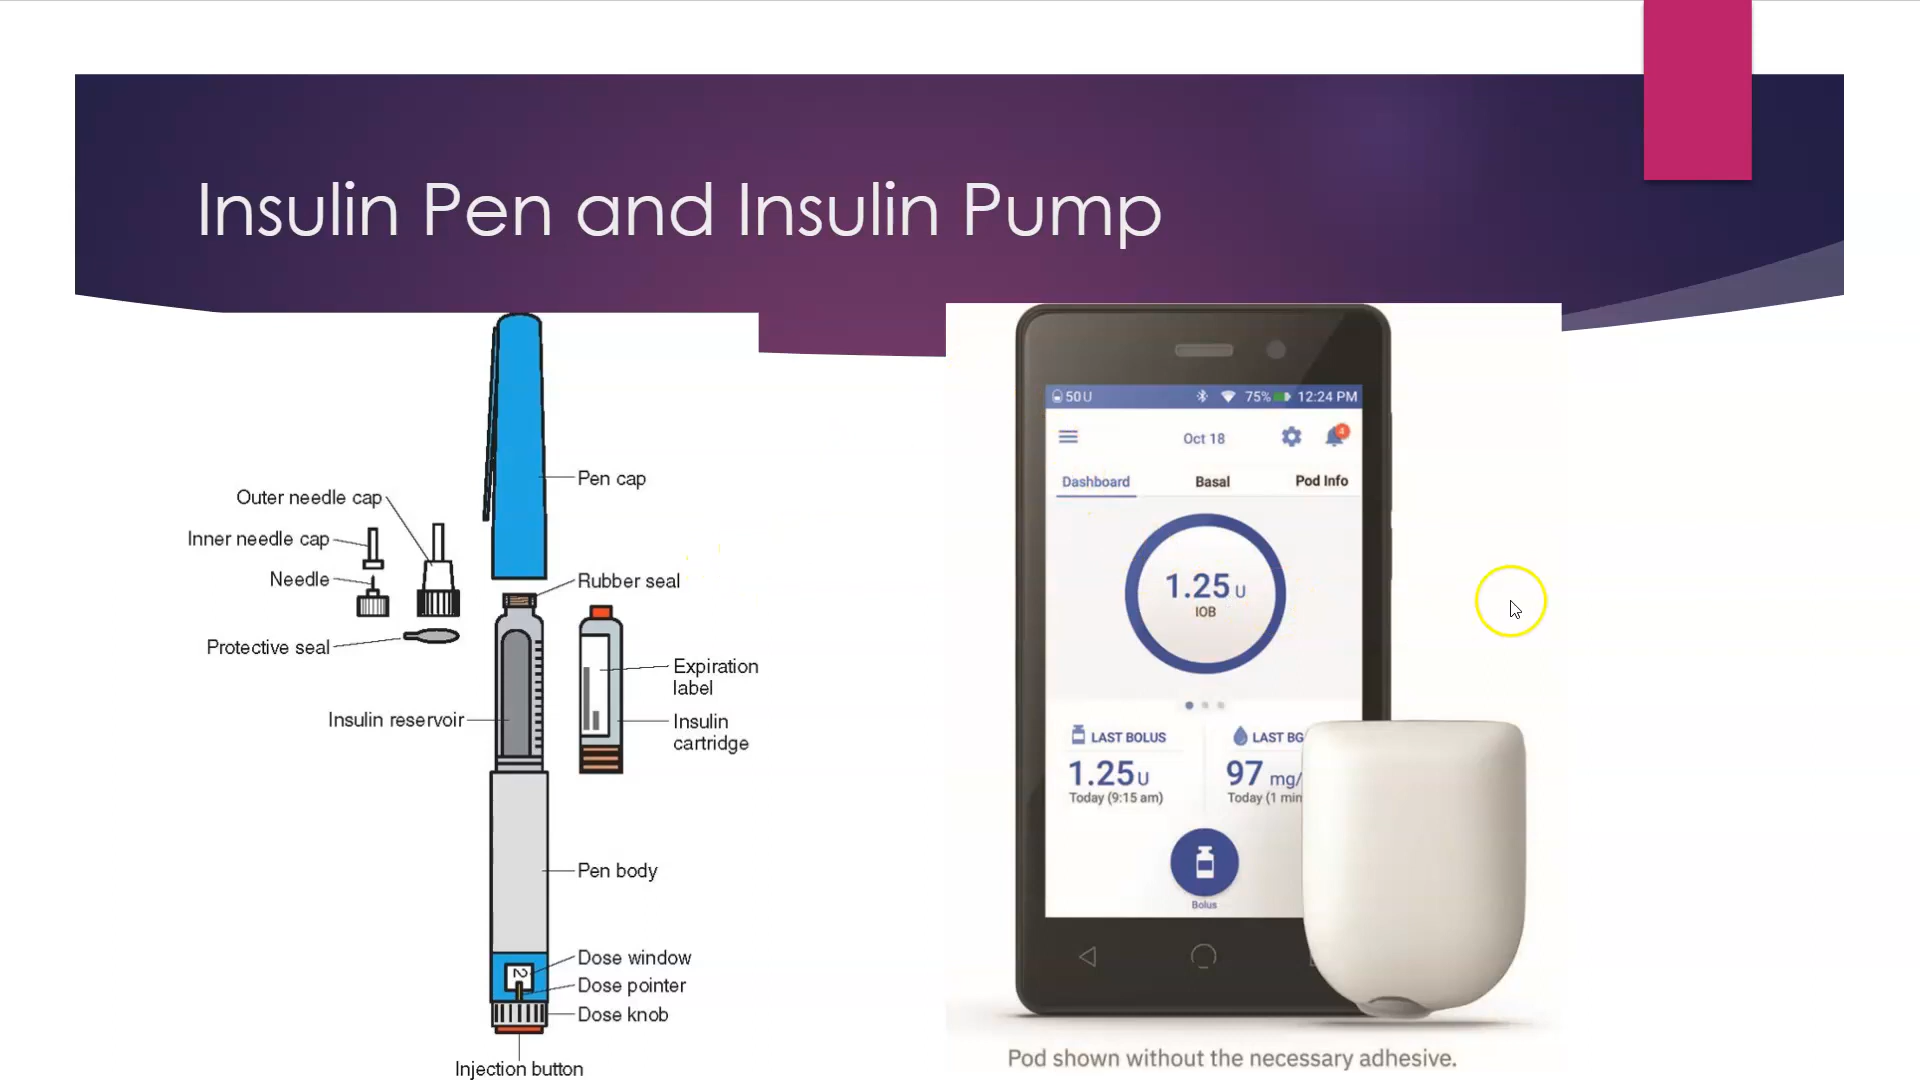 Insulin Pen and Insulin Pump
Pen cap
Outer needle cap
Inner needle cap
Needle
Rubber seal
Protective seal
Expiration
label
Insulin reservoir
Insulin
cartridge
Pen body
2
Dose window
Dose pointer
Dose knob
Injection button
50U 75% 12:24 PM
Oct 18 4
Dashboard Basal Pod Info
1.25 U
IOB
LAST BOLUS LAST BG
1.25 U 97 mg/
Today (9:15 am) Today (1 min
Bolus
Pod shown without the necessary adhesive.